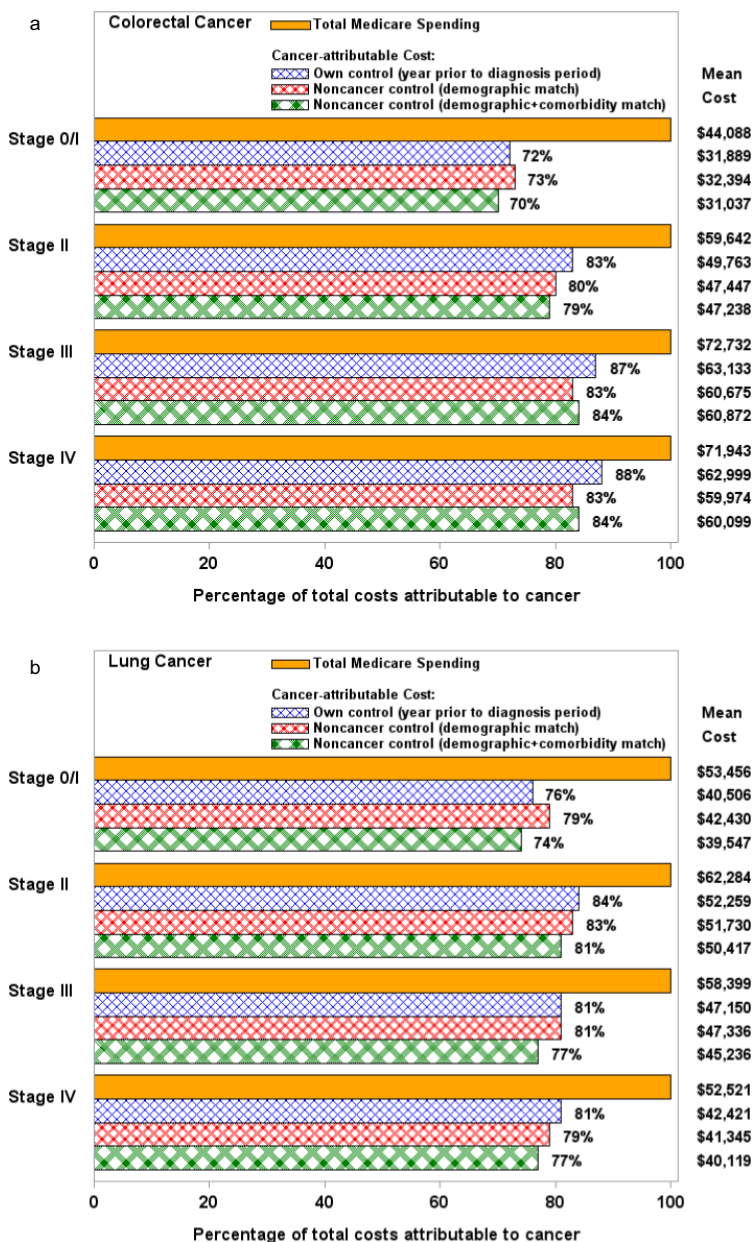 a
Colorectal Cancer
Total Medicare Spending
Cancer-attributable Cost:
Own control (year prior to diagnosis period)
Noncancer control (demographic match)
Noncancer control (demographic+comorbidity match)
Mean
Cost
Stage 0/I
$44,088
72% $31,889
73% $32,394
70% $31,037
Stage II
$59,642
83% $49,763
80% $47,447
79% $47,238
Stage III
$72,732
87% $63,133
83% $60,675
84% $60,872
Stage IV
$71,943
88% $62,999
83% $59,974
84% $60,099
0 20 40 60 80 100
Percentage of total costs attributable to cancer
b
Lung Cancer
Total Medicare Spending
Cancer-attributable Cost:
Own control (year prior to diagnosis period)
Noncancer control (demographic match)
Noncancer control (demographic+comorbidity match)
Mean
Cost
Stage 0/I
$53,456
76% $40,506
79% $42,430
74% $39,547
Stage II
$62,284
84% $52,259
83% $51,730
81% $50,417
Stage III
$58,399
81% $47,150
81% $47,336
77% $45,236
Stage IV
$52,521
81% $42,421
79% $41,345
77% $40,119
0 20 40 60 80 100
Percentage of total costs attributable to cancer